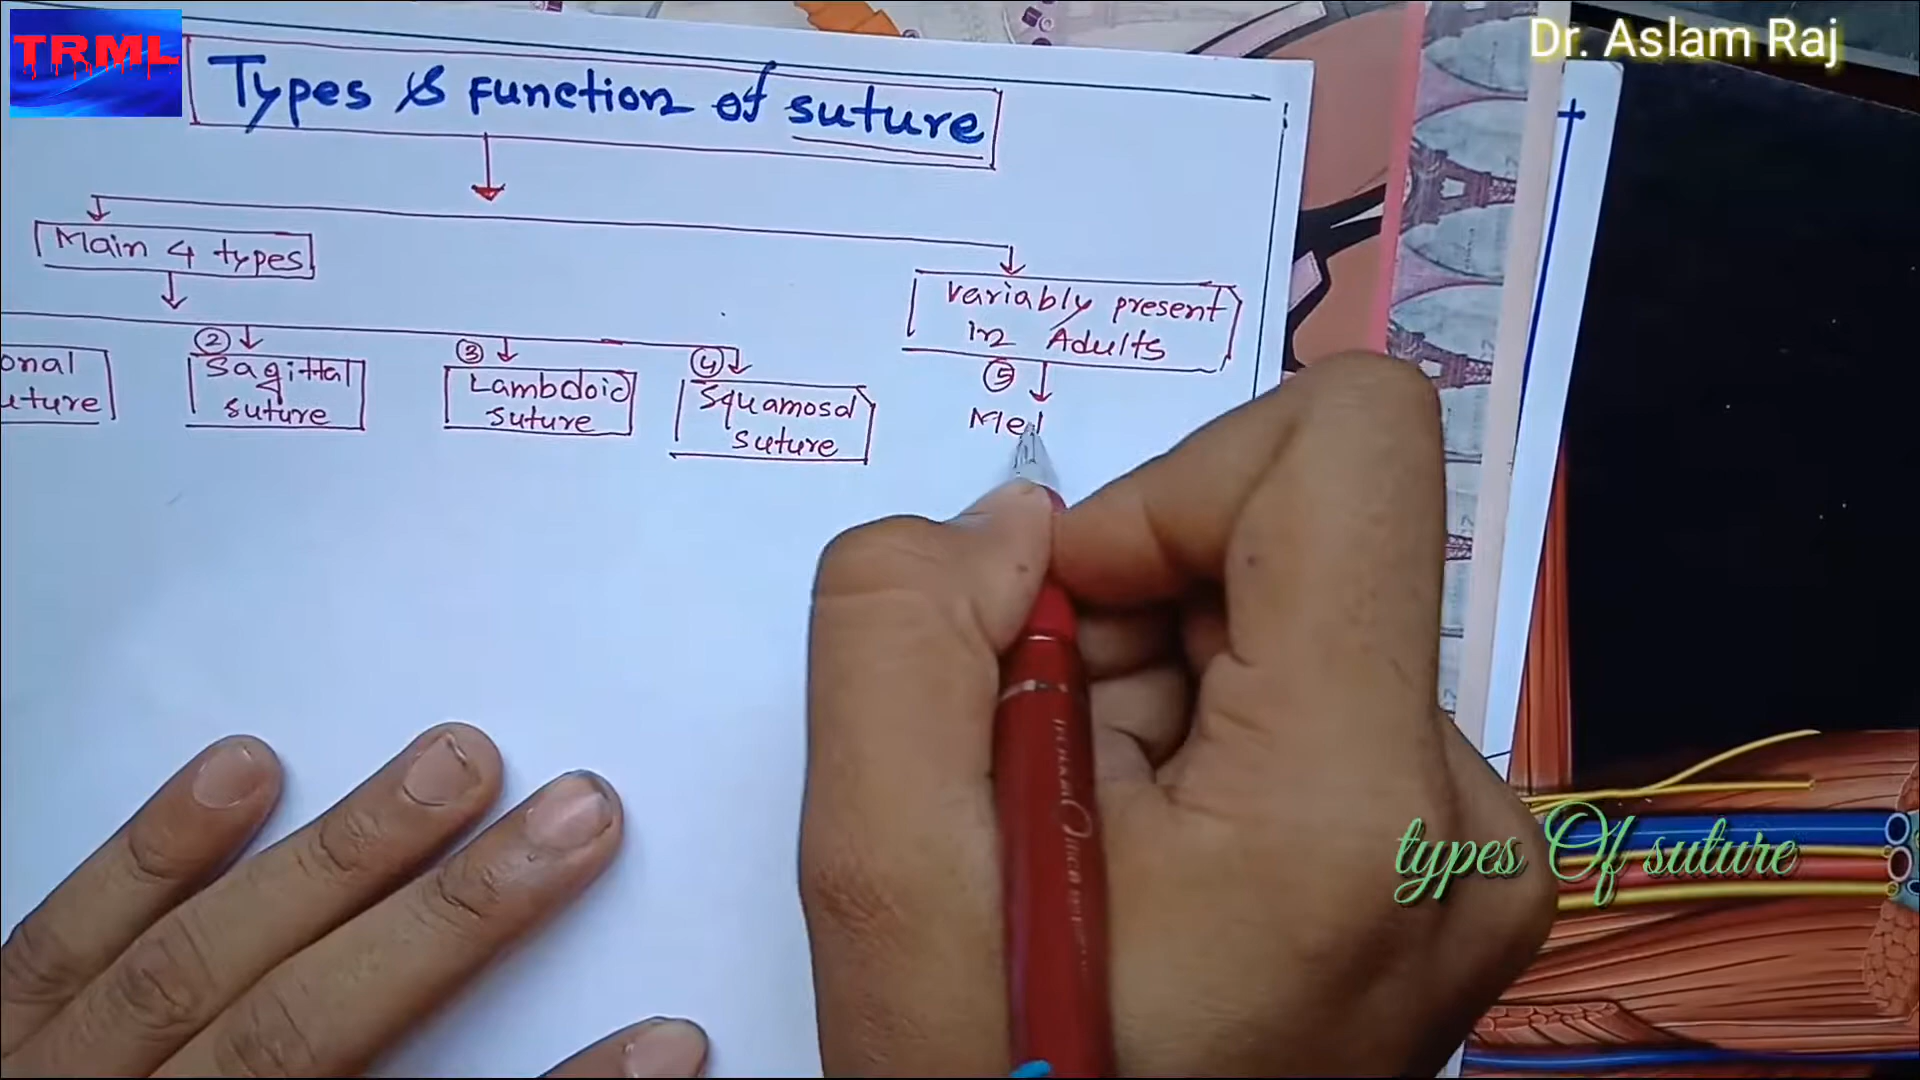 TRML
Dr. Aslam Raj
Types & function of suture
Main 4 types
variably present
in Adults
onal
uture
②
Sagittal
suture
③
Lambdoid
suture
④
Squamosal
suture
⑤
Med
types Of suture